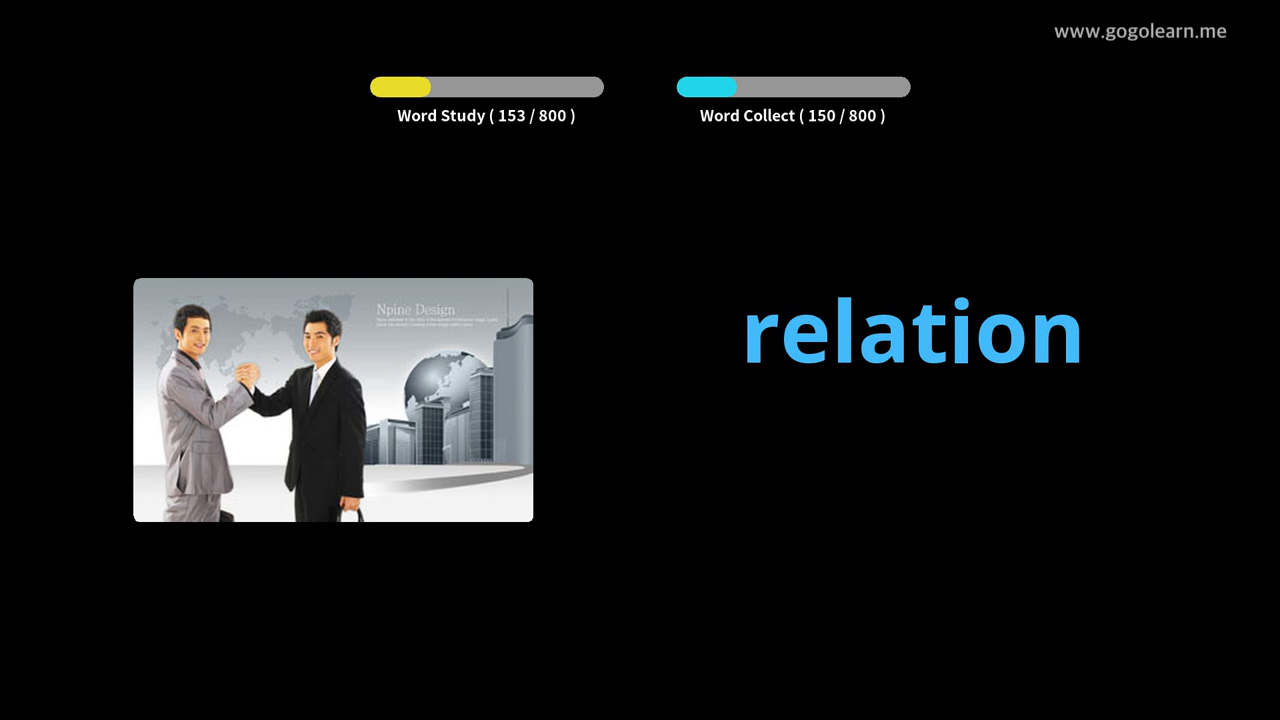 www.gogolearn.me
Word Study ( 153 / 800 )
Word Collect ( 150 / 800 )
Npine Design
relation